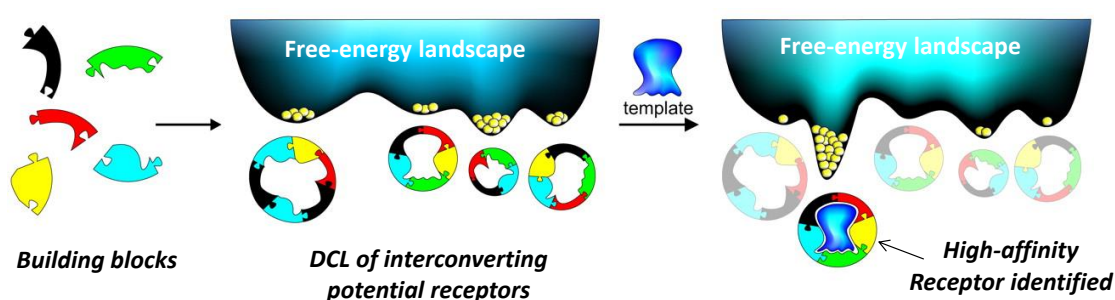 Free-energy landscape
Free-energy landscape
template
Building blocks
DCL of interconverting
potential receptors
High-affinity
Receptor identified